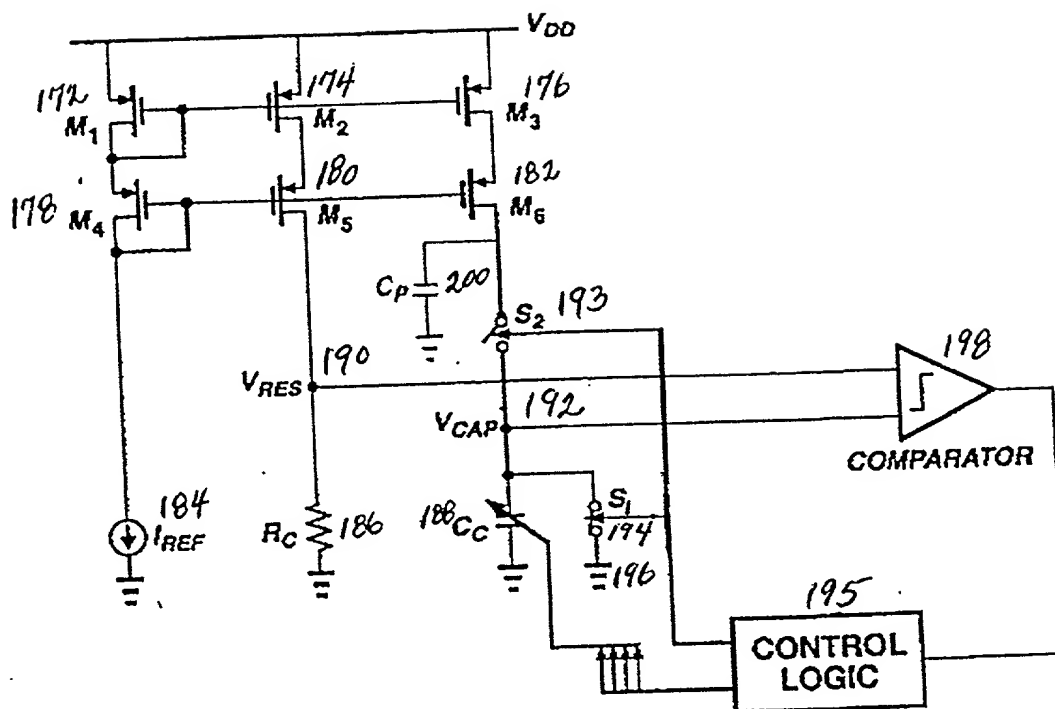 V_DD
172 174 176
M_1 M_2 M_3
180 182
178 M_4 M_5 M_6
C_P 200
S_2 193
190 198
V_RES
192
V_CAP
COMPARATOR
184 188 S_1
I_REF R_C 186 C_C 194
196
195
CONTROL
LOGIC